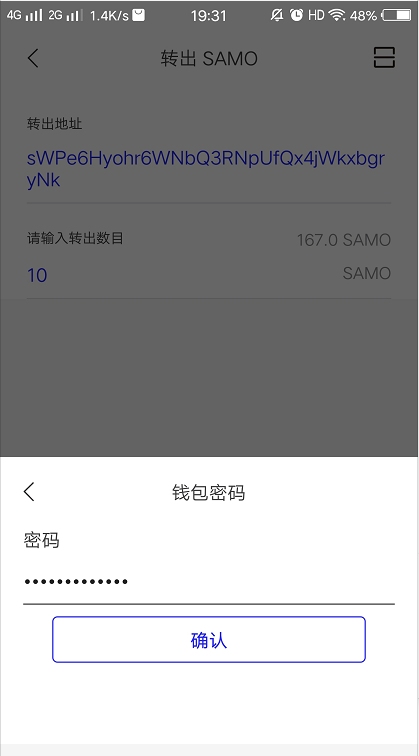 4G 2G 1.4K/s 19:31 HD 48%
转出 SAMO
转出地址
sWPe6Hyohr6WNbQ3RNpUfQx4jWkxbgr
yNk
请输入转出数目 167.0 SAMO
10 SAMO
钱包密码
密码
•••••••••••••
确认